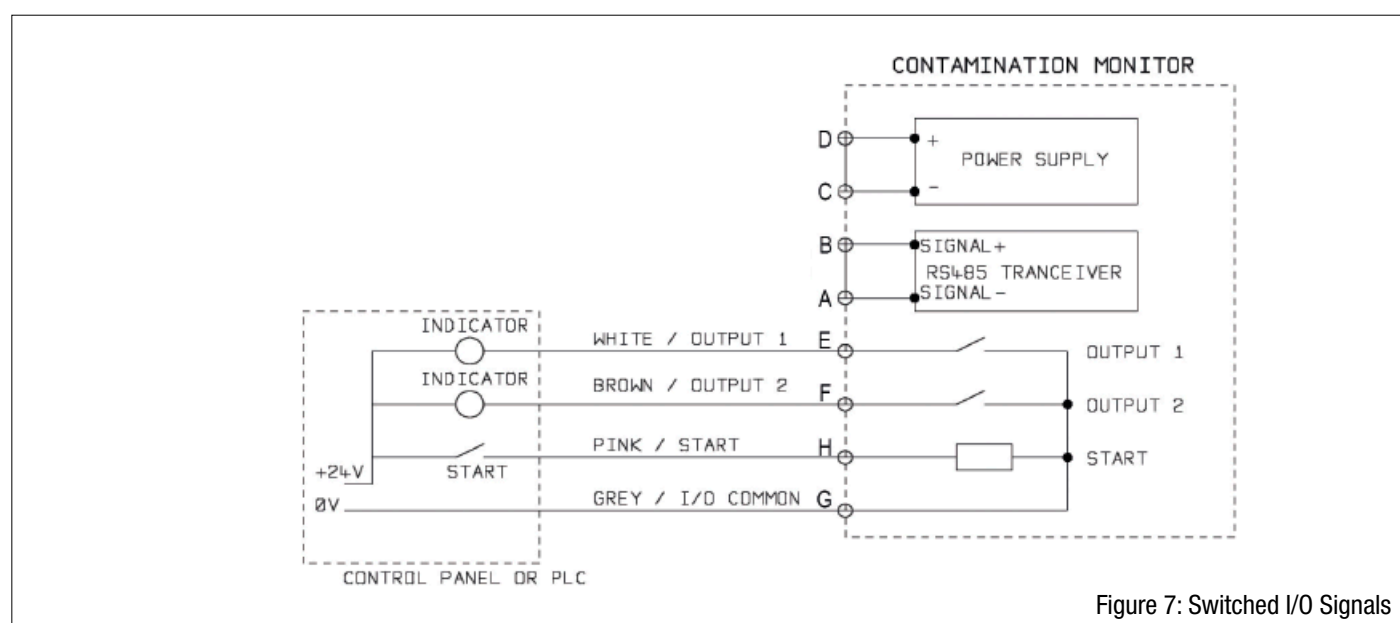 CONTAMINATION MONITOR
D
+
POWER SUPPLY
C
-
B
SIGNAL+
RS485 TRANCEIVER
A
SIGNAL-
INDICATOR
WHITE / OUTPUT 1
E
OUTPUT 1
INDICATOR
BROWN / OUTPUT 2
F
OUTPUT 2
PINK / START
H
START
+24V
START
0V
GREY / I/O COMMON
G
CONTROL PANEL OR PLC
Figure 7: Switched I/O Signals